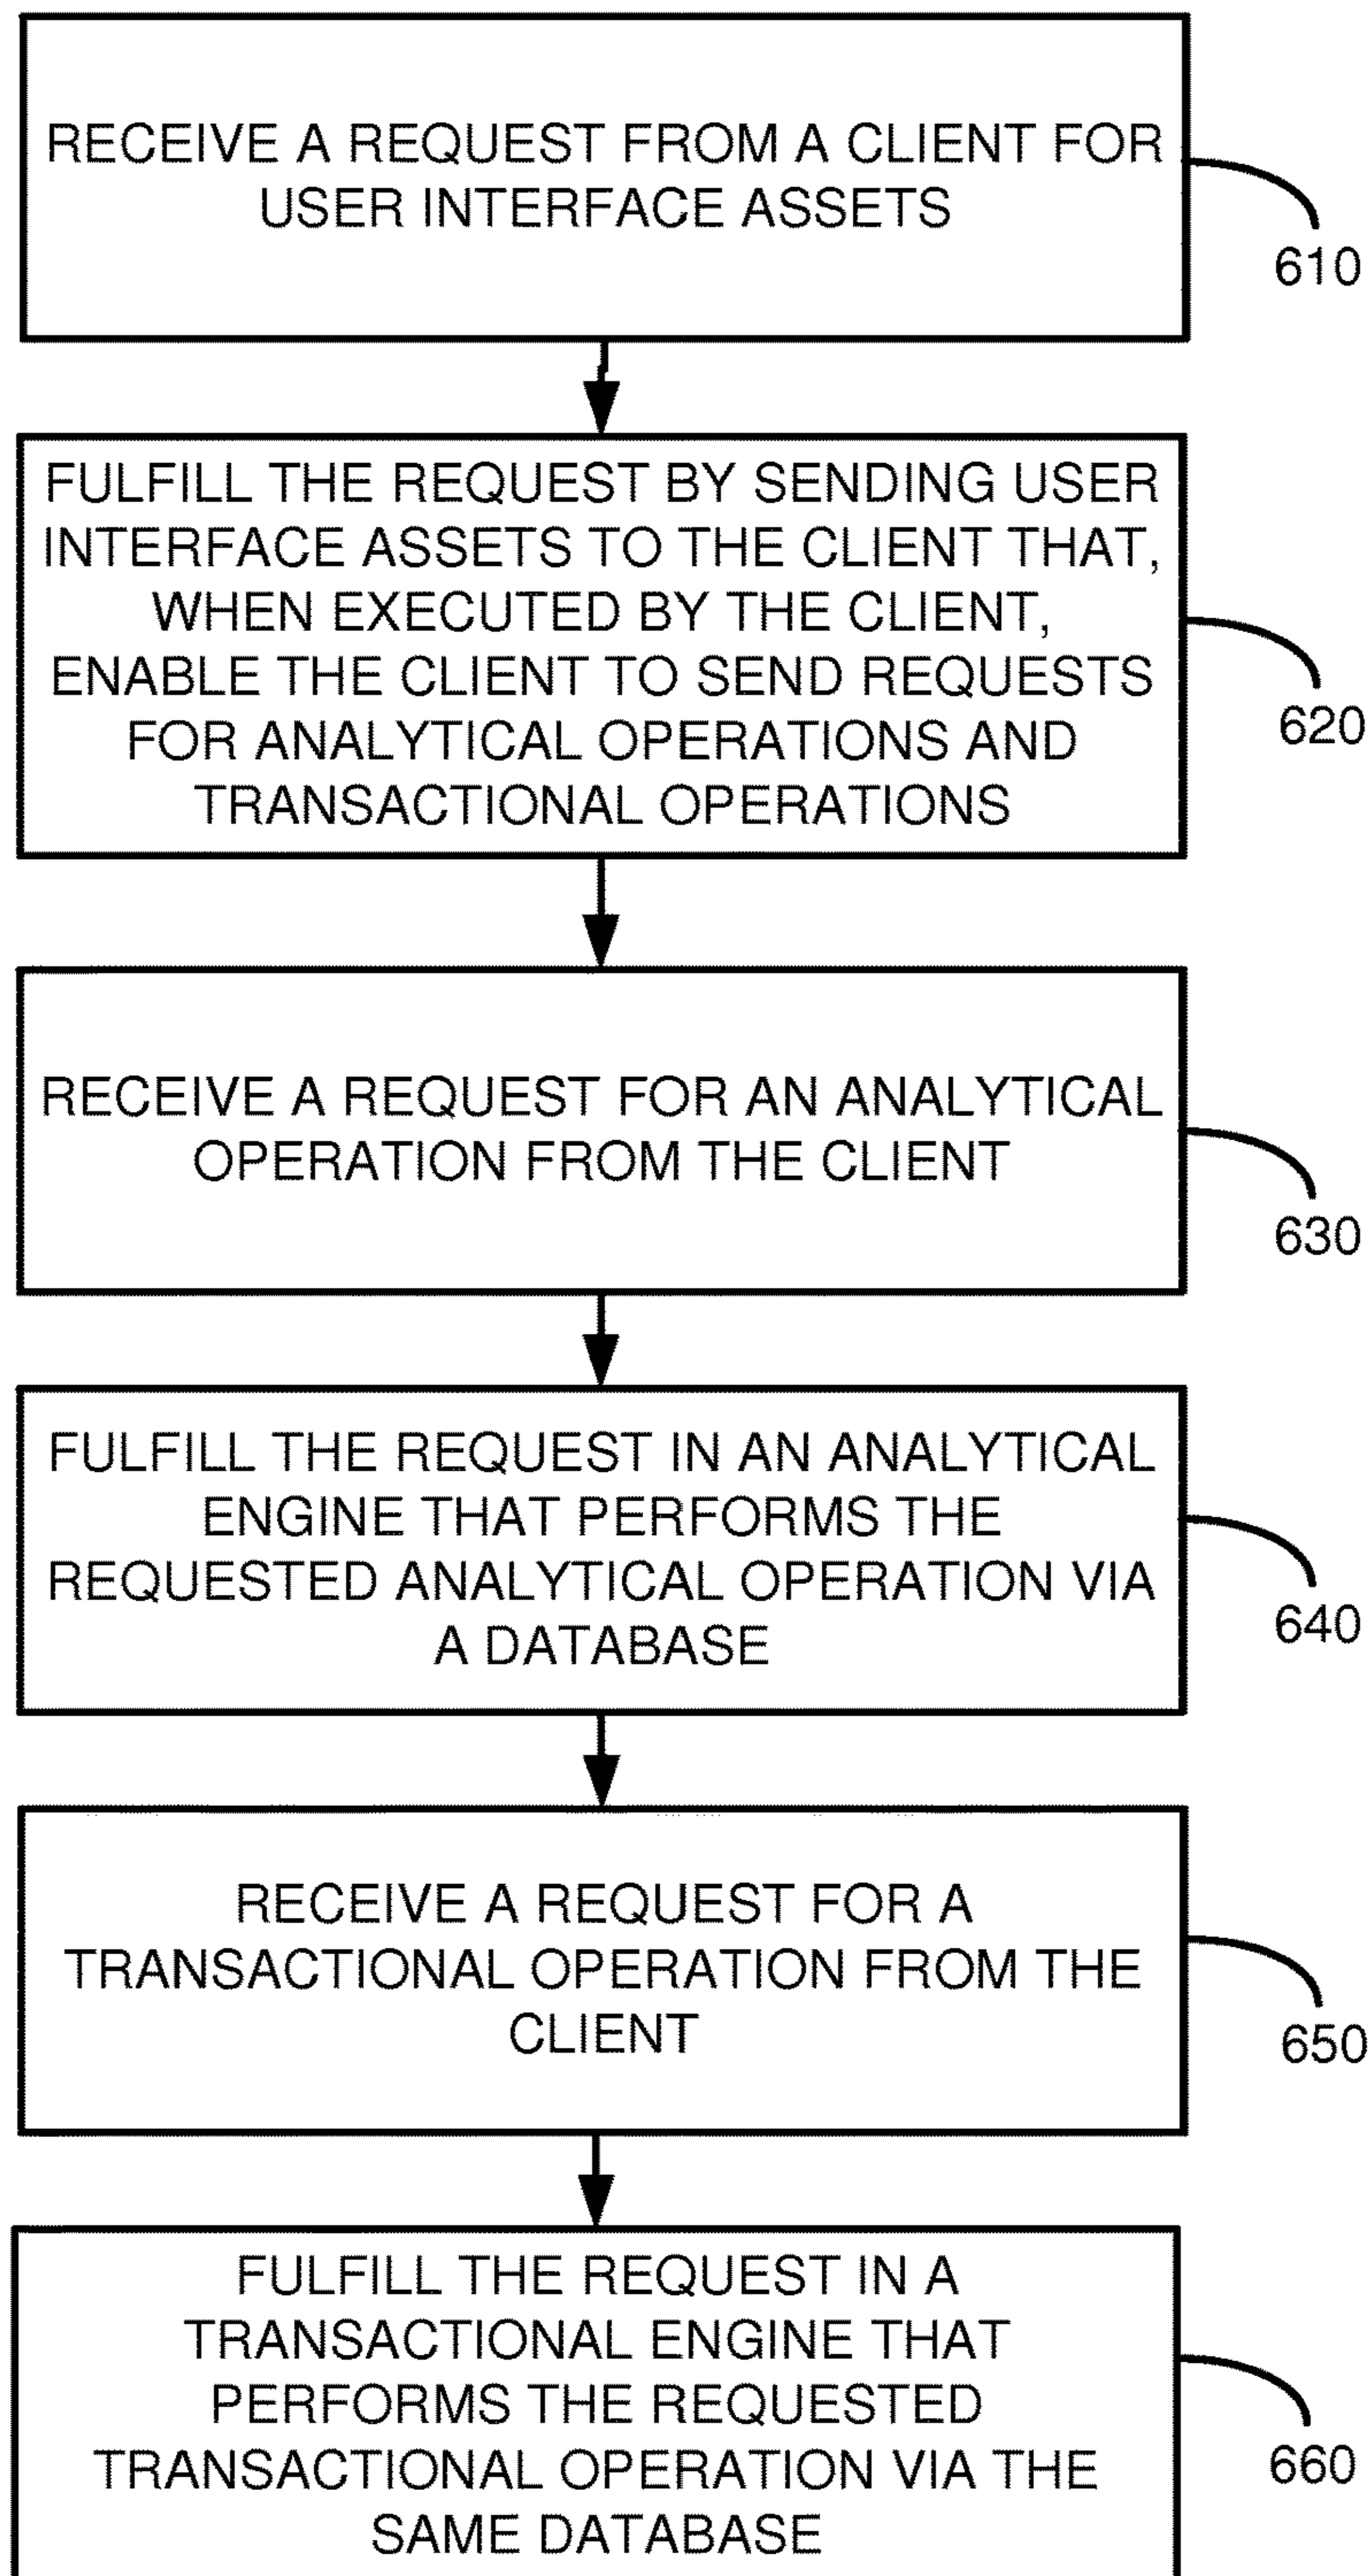 RECEIVE A REQUEST FROM A CLIENT FOR
USER INTERFACE ASSETS
610
FULFILL THE REQUEST BY SENDING USER
INTERFACE ASSETS TO THE CLIENT THAT,
WHEN EXECUTED BY THE CLIENT,
ENABLE THE CLIENT TO SEND REQUESTS
FOR ANALYTICAL OPERATIONS AND
TRANSACTIONAL OPERATIONS
620
RECEIVE A REQUEST FOR AN ANALYTICAL
OPERATION FROM THE CLIENT
630
FULFILL THE REQUEST IN AN ANALYTICAL
ENGINE THAT PERFORMS THE
REQUESTED ANALYTICAL OPERATION VIA
A DATABASE
640
RECEIVE A REQUEST FOR A
TRANSACTIONAL OPERATION FROM THE
CLIENT
650
FULFILL THE REQUEST IN A
TRANSACTIONAL ENGINE THAT
PERFORMS THE REQUESTED
TRANSACTIONAL OPERATION VIA THE
SAME DATABASE
660